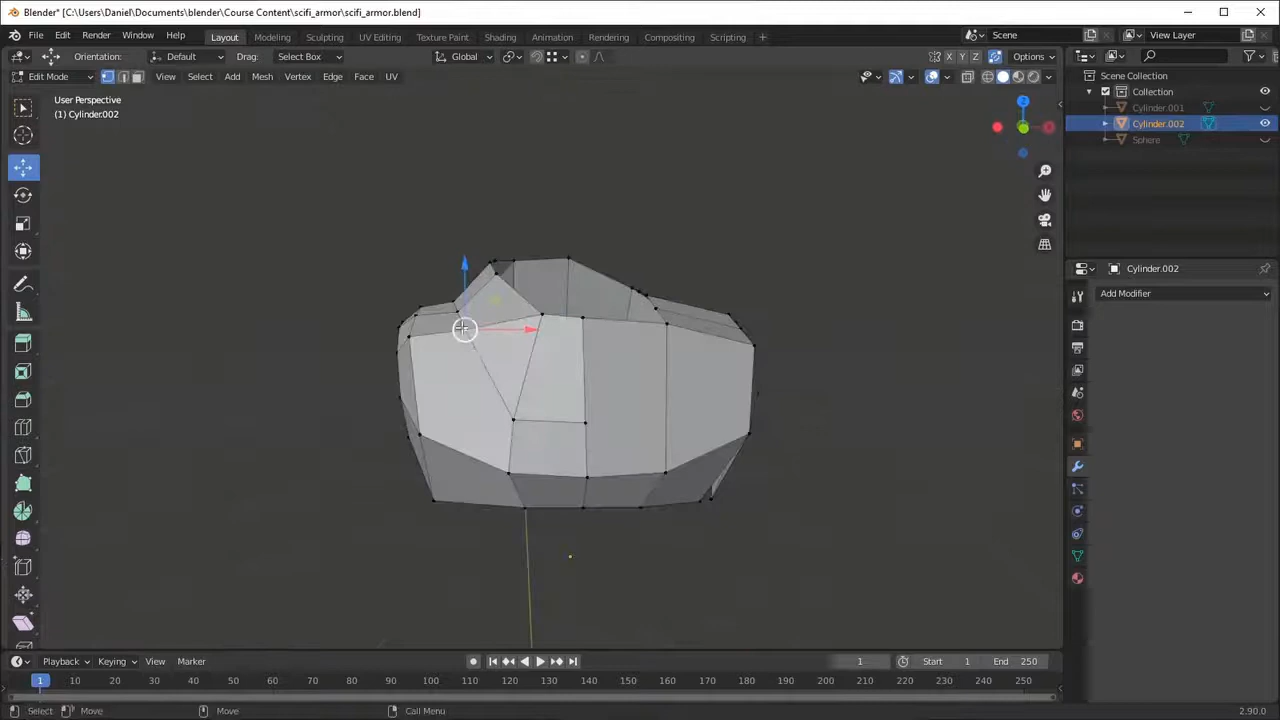 Blender* [C:\Users\Daniel\Documents\blender\Course Content\scifi_armor\scifi_armor.blend]
File Edit Render Window Help Layout Modeling Sculpting UV Editing Texture Paint Shading Animation Rendering Compositing Scripting + Scene View Layer
Orientation: Default Drag: Select Box Global X Y Z Options
Edit Mode View Select Add Mesh Vertex Edge Face UV
Scene Collection
Collection
Cylinder.001
Cylinder.002
Sphere
User Perspective
(1) Cylinder.002
Z
Cylinder.002
Add Modifier
Playback Keying View Marker 1 Start 1 End 250
1 10 20 30 40 50 60 70 80 90 100 110 120 130 140 150 160 170 180 190 200 210 220 230 240 250
Select Move Move Call Menu 2.90.0